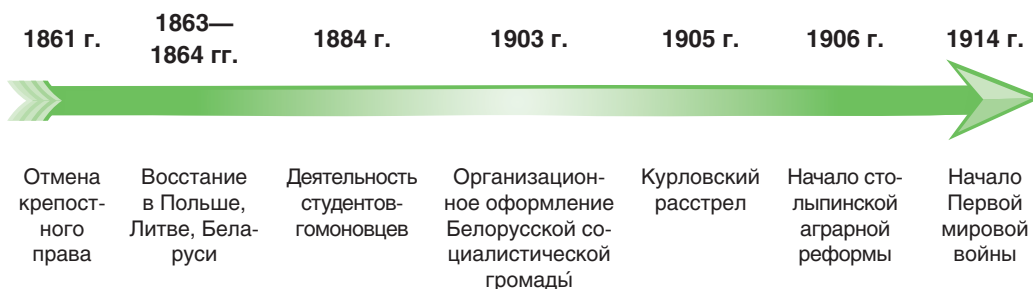 1861 г.
1863—
1864 гг.
1884 г.
1903 г.
1905 г.
1906 г.
1914 г.
Отмена
крепост-
ного
права
Восстание
в Польше,
Литве, Бела-
руси
Деятельность
студентов-
гомоновцев
Организацион-
ное оформление
Белорусской со-
циалистической
громады́
Курловский
расстрел
Начало сто-
лыпинской
аграрной
реформы
Начало
Первой
мировой
войны